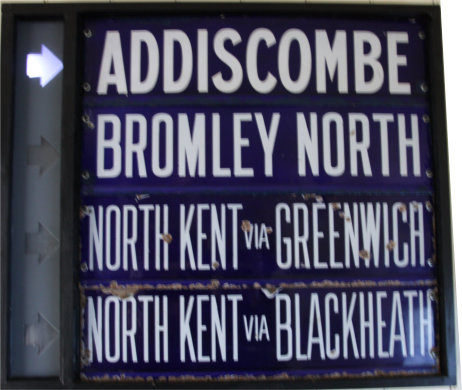 ADDISCOMBE
BROMLEY NORTH
NORTH KENT VIA GREENWICH
NORTH KENT VIA BLACKHEATH